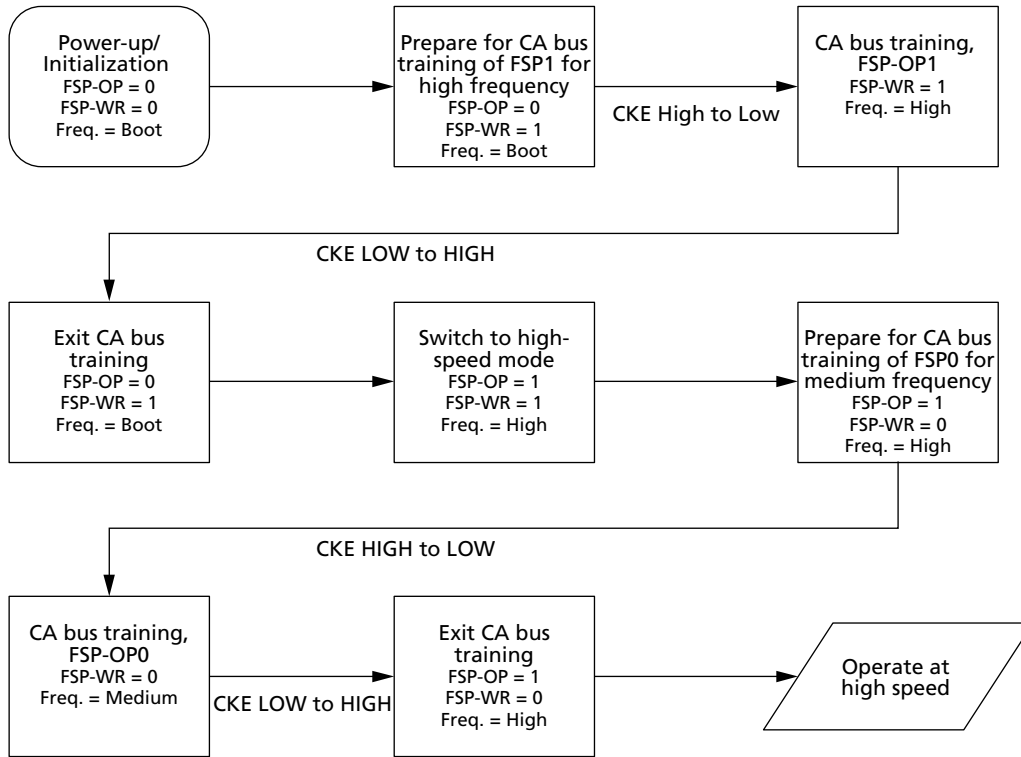 Power-up/
Initialization
FSP-OP = 0
FSP-WR = 0
Freq. = Boot
Prepare for CA bus
training of FSP1 for
high frequency
FSP-OP = 0
FSP-WR = 1
Freq. = Boot
CKE High to Low
CA bus training,
FSP-OP1
FSP-WR = 1
Freq. = High
CKE LOW to HIGH
Exit CA bus
training
FSP-OP = 0
FSP-WR = 1
Freq. = Boot
Switch to high-
speed mode
FSP-OP = 1
FSP-WR = 1
Freq. = High
Prepare for CA bus
training of FSP0 for
medium frequency
FSP-OP = 1
FSP-WR = 0
Freq. = High
CKE HIGH to LOW
CA bus training,
FSP-OP0
FSP-WR = 0
Freq. = Medium
CKE LOW to HIGH
Exit CA bus
training
FSP-OP = 1
FSP-WR = 0
Freq. = High
Operate at
high speed